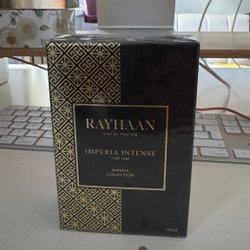 RAYHAAN
EAU DE PARFUM
IMPERIA INTENSE
FOR HIM
IMPERIA
COLLECTION
100ml